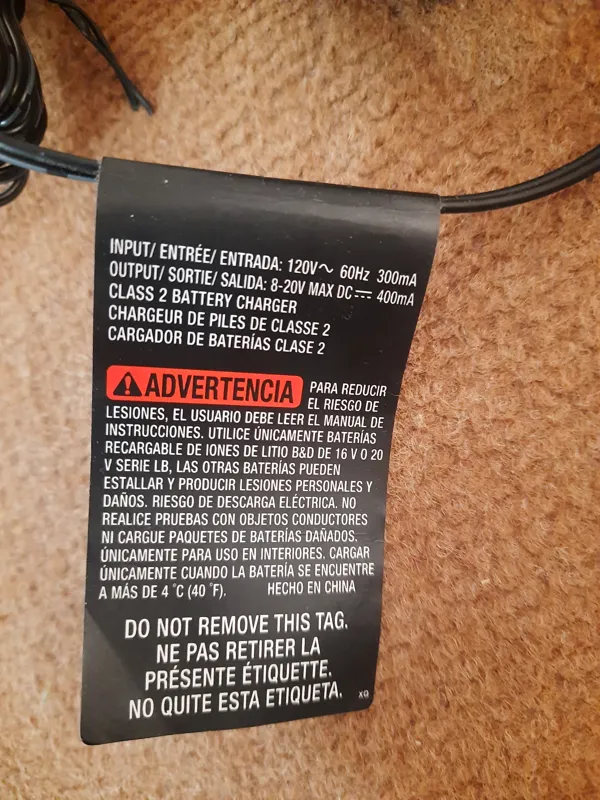 INPUT/ ENTRÉE/ ENTRADA: 120V~ 60Hz 300mA
OUTPUT/ SORTIE/ SALIDA: 8-20V MAX DC⎓ 400mA
CLASS 2 BATTERY CHARGER
CHARGEUR DE PILES DE CLASSE 2
CARGADOR DE BATERÍAS CLASE 2
⚠ADVERTENCIA PARA REDUCIR
EL RIESGO DE
LESIONES, EL USUARIO DEBE LEER EL MANUAL DE
INSTRUCCIONES. UTILICE ÚNICAMENTE BATERÍAS
RECARGABLE DE IONES DE LITIO B&D DE 16 V O 20
V SERIE LB, LAS OTRAS BATERÍAS PUEDEN
ESTALLAR Y PRODUCIR LESIONES PERSONALES Y
DAÑOS. RIESGO DE DESCARGA ELÉCTRICA. NO
REALICE PRUEBAS CON OBJETOS CONDUCTORES
NI CARGUE PAQUETES DE BATERÍAS DAÑADOS.
ÚNICAMENTE PARA USO EN INTERIORES. CARGAR
ÚNICAMENTE CUANDO LA BATERÍA SE ENCUENTRE
A MÁS DE 4 °C (40 °F). HECHO EN CHINA
DO NOT REMOVE THIS TAG.
NE PAS RETIRER LA
PRÉSENTE ÉTIQUETTE.
NO QUITE ESTA ETIQUETA. XQ